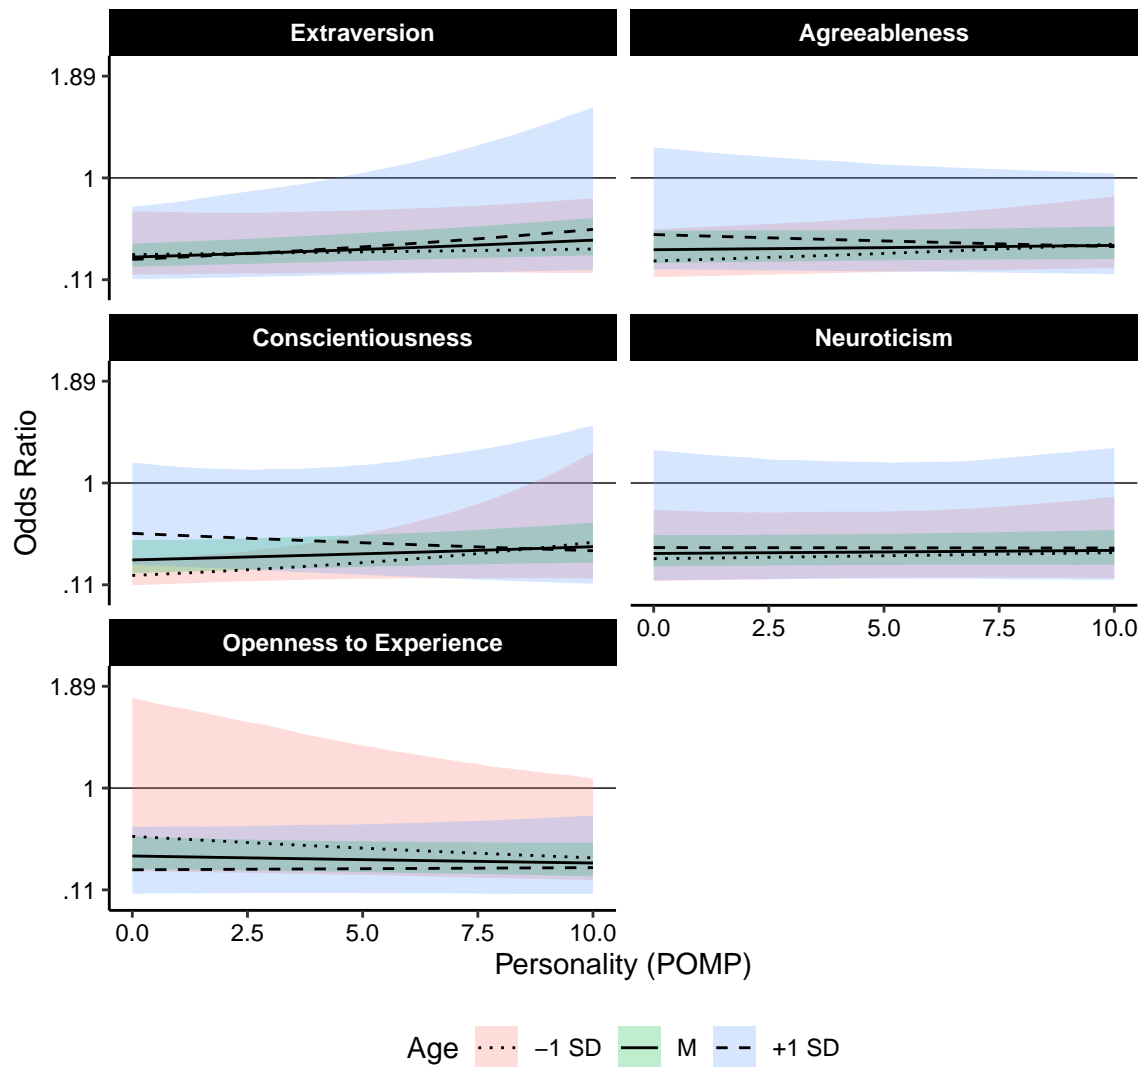 Extraversion
Agreeableness
1.89
1
.11
Conscientiousness
Neuroticism
1.89
1
.11
0.0 2.5 5.0 7.5 10.0
Openness to Experience
1.89
1
.11
0.0 2.5 5.0 7.5 10.0
Odds Ratio
Personality (POMP)
Age −1 SD M +1 SD